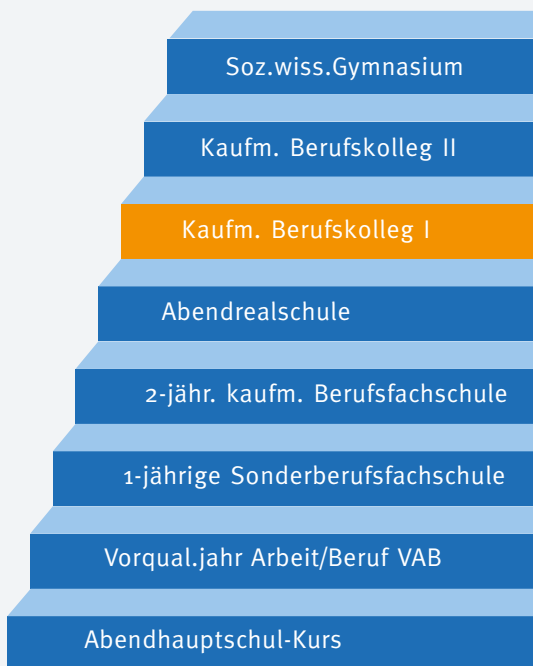 Soz.wiss.Gymnasium
Kaufm. Berufskolleg II
Kaufm. Berufskolleg I
Abendrealschule
2-jähr. kaufm. Berufsfachschule
1-jährige Sonderberufsfachschule
Vorqual.jahr Arbeit/Beruf VAB
Abendhauptschul-Kurs